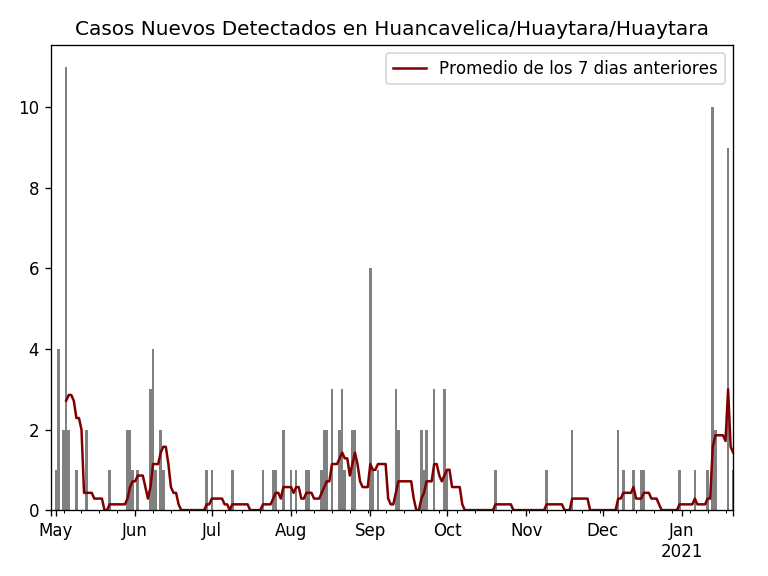 Casos Nuevos Detectados en Huancavelica/Huaytara/Huaytara
Promedio de los 7 dias anteriores
10
8
6
4
2
0
May Jun Jul Aug Sep Oct Nov Dec Jan
2021